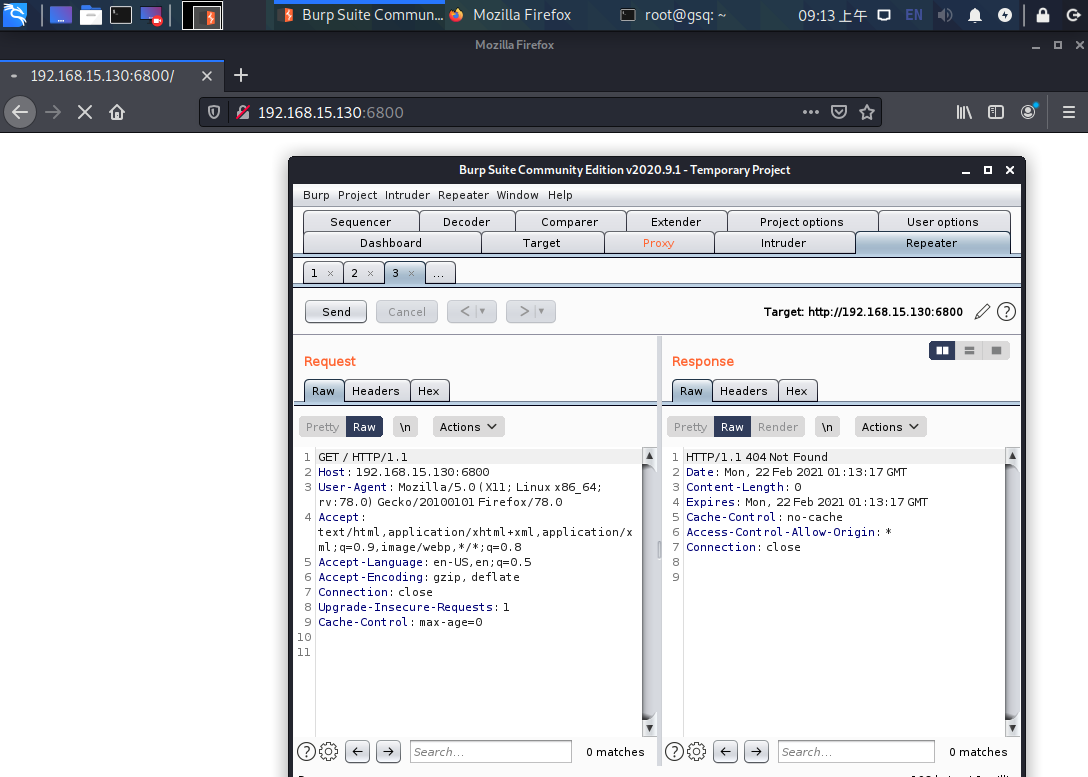 Burp Suite Commun...
Mozilla Firefox
root@gsq: ~
09:13 上午
EN
Mozilla Firefox
192.168.15.130:6800/
192.168.15.130:6800
Burp Suite Community Edition v2020.9.1 - Temporary Project
Burp Project Intruder Repeater Window Help
Sequencer Decoder Comparer Extender Project options User options
Dashboard Target Proxy Intruder Repeater
1 × 2 × 3 × ...
Send Cancel < > Target: http://192.168.15.130:6800 ?
Request
Raw Headers Hex
Pretty Raw \n Actions
1 GET / HTTP/1.1
2 Host: 192.168.15.130:6800
3 User-Agent: Mozilla/5.0 (X11; Linux x86_64;
rv:78.0) Gecko/20100101 Firefox/78.0
4 Accept:
text/html,application/xhtml+xml,application/x
ml;q=0.9,image/webp,*/*;q=0.8
5 Accept-Language: en-US,en;q=0.5
6 Accept-Encoding: gzip, deflate
7 Connection: close
8 Upgrade-Insecure-Requests: 1
9 Cache-Control: max-age=0
10
11
? Search... 0 matches
Response
Raw Headers Hex
Pretty Raw Render \n Actions
1 HTTP/1.1 404 Not Found
2 Date: Mon, 22 Feb 2021 01:13:17 GMT
3 Content-Length: 0
4 Expires: Mon, 22 Feb 2021 01:13:17 GMT
5 Cache-Control: no-cache
6 Access-Control-Allow-Origin: *
7 Connection: close
8
9
? Search... 0 matches